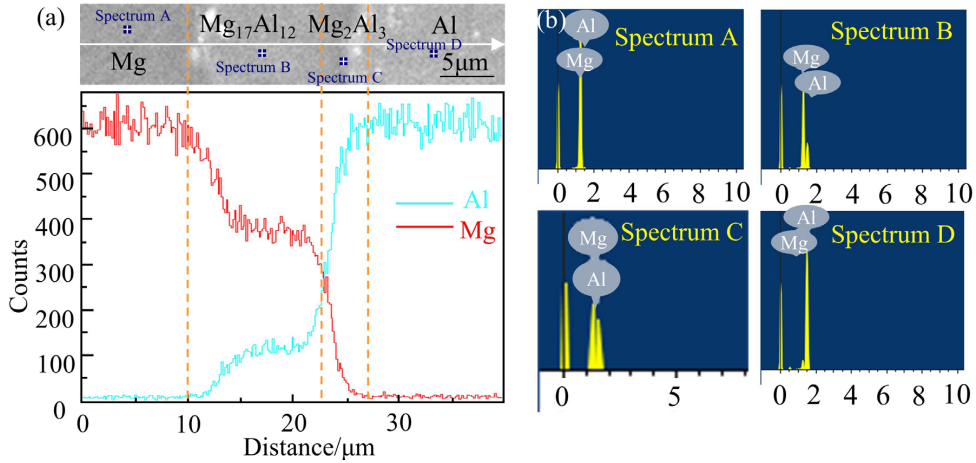 (a)
Spectrum A
Mg₁₇Al₁₂
Mg₂Al₃
Al
Spectrum D
Mg
Spectrum B
Spectrum C
5μm
600
500
400
300
200
100
0
Counts
Al
Mg
0 10 20 30
Distance/μm
(b)
Al
Mg
Spectrum A
0 2 4 6 8 10
Mg
Al
Spectrum B
0 2 4 6 8 10
Mg
Al
Spectrum C
0 5
Al
Mg
Spectrum D
0 2 4 6 8 10